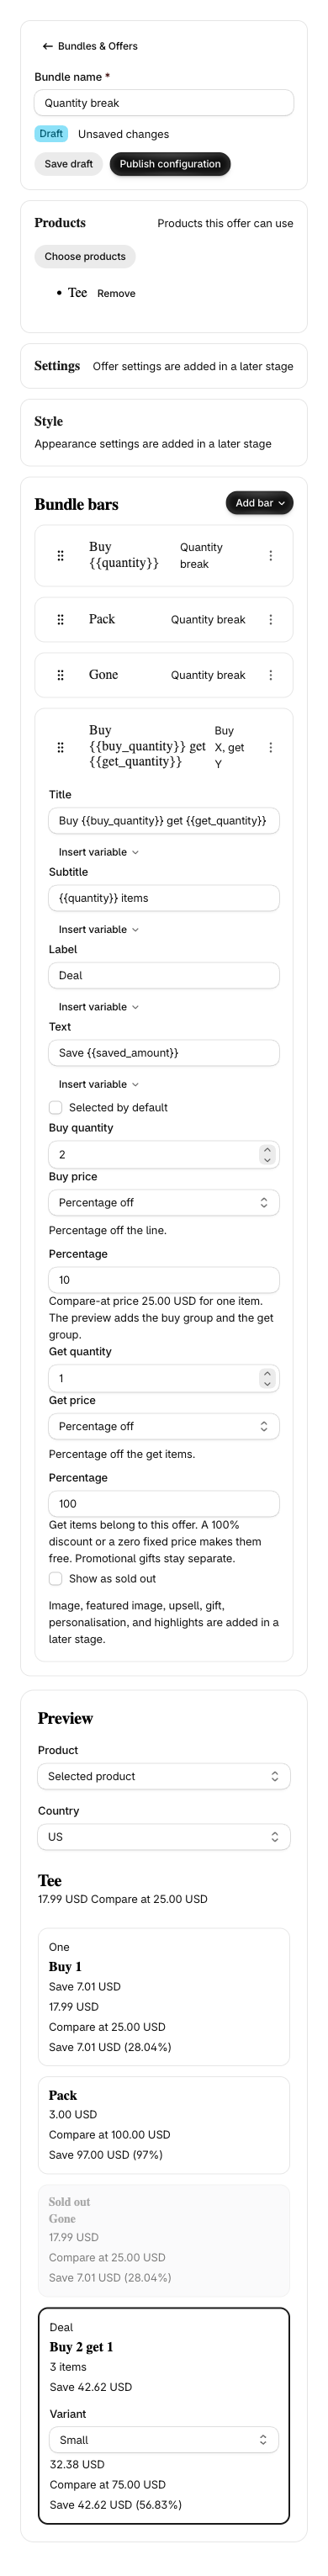 ← Bundles & Offers
Bundle name *
Quantity break
Draft Unsaved changes
Save draft Publish configuration
Products Products this offer can use
Choose products
• Tee Remove
Settings Offer settings are added in a later stage
Style
Appearance settings are added in a later stage
Bundle bars Add bar
Buy
{{quantity}}
Quantity
break
Pack Quantity break
Gone Quantity break
Buy
{{buy_quantity}} get
{{get_quantity}}
Buy
X, get
Y
Title
Buy {{buy_quantity}} get {{get_quantity}}
Insert variable
Subtitle
{{quantity}} items
Insert variable
Label
Deal
Insert variable
Text
Save {{saved_amount}}
Insert variable
Selected by default
Buy quantity
2
Buy price
Percentage off
Percentage off the line.
Percentage
10
Compare-at price 25.00 USD for one item.
The preview adds the buy group and the get
group.
Get quantity
1
Get price
Percentage off
Percentage off the get items.
Percentage
100
Get items belong to this offer. A 100%
discount or a zero fixed price makes them
free. Promotional gifts stay separate.
Show as sold out
Image, featured image, upsell, gift,
personalisation, and highlights are added in a
later stage.
Preview
Product
Selected product
Country
US
Tee
17.99 USD Compare at 25.00 USD
One
Buy 1
Save 7.01 USD
17.99 USD
Compare at 25.00 USD
Save 7.01 USD (28.04%)
Pack
3.00 USD
Compare at 100.00 USD
Save 97.00 USD (97%)
Sold out
Gone
17.99 USD
Compare at 25.00 USD
Save 7.01 USD (28.04%)
Deal
Buy 2 get 1
3 items
Save 42.62 USD
Variant
Small
32.38 USD
Compare at 75.00 USD
Save 42.62 USD (56.83%)